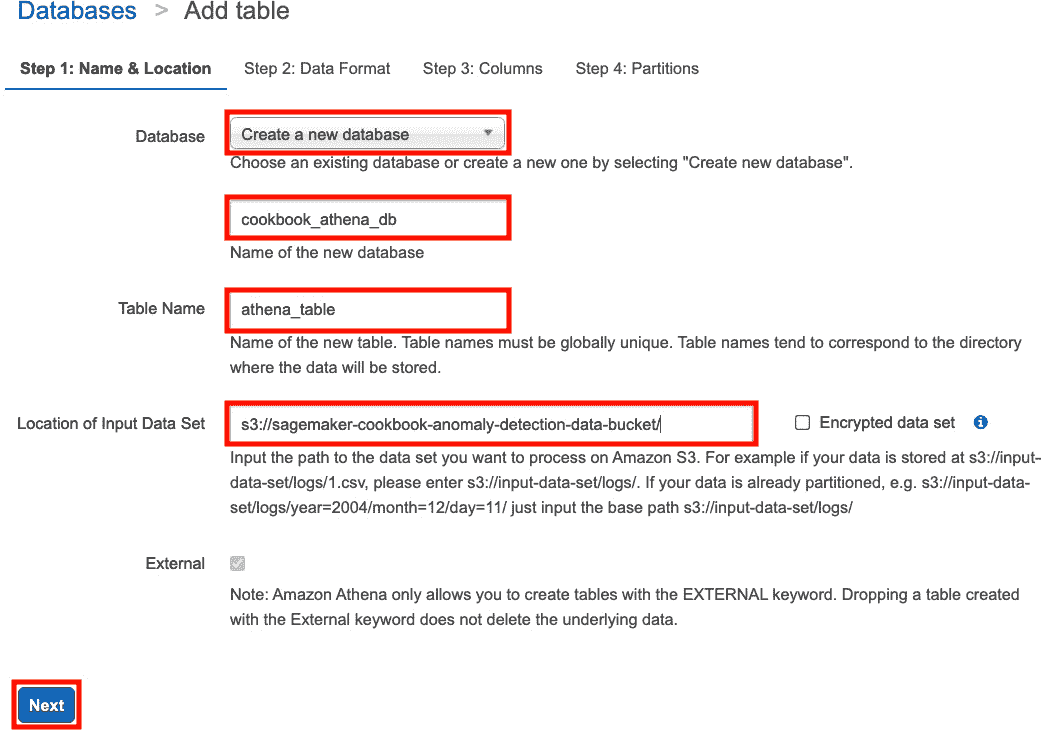 Databases > Add table
Step 1: Name & Location Step 2: Data Format Step 3: Columns Step 4: Partitions
Database Create a new database
Choose an existing database or create a new one by selecting "Create new database".
cookbook_athena_db
Name of the new database
Table Name athena_table
Name of the new table. Table names must be globally unique. Table names tend to correspond to the directory
where the data will be stored.
Location of Input Data Set s3://sagemaker-cookbook-anomaly-detection-data-bucket/ Encrypted data set
Input the path to the data set you want to process on Amazon S3. For example if your data is stored at s3://input-
data-set/logs/1.csv, please enter s3://input-data-set/logs/. If your data is already partitioned, e.g. s3://input-data-
set/logs/year=2004/month=12/day=11/ just input the base path s3://input-data-set/logs/
External
Note: Amazon Athena only allows you to create tables with the EXTERNAL keyword. Dropping a table created
with the External keyword does not delete the underlying data.
Next